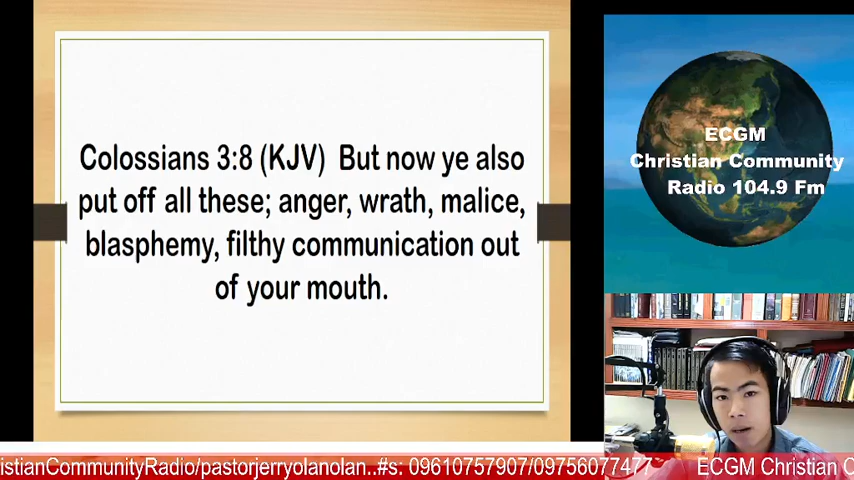 Colossians 3:8 (KJV) But now ye also
put off all these; anger, wrath, malice,
blasphemy, filthy communication out
of your mouth.
ECGM
Christian Community
Radio 104.9 Fm
istianCommunityRadio/pastorjerryolanolan..#s: 09610757907/09756077477 ECGM Christian C